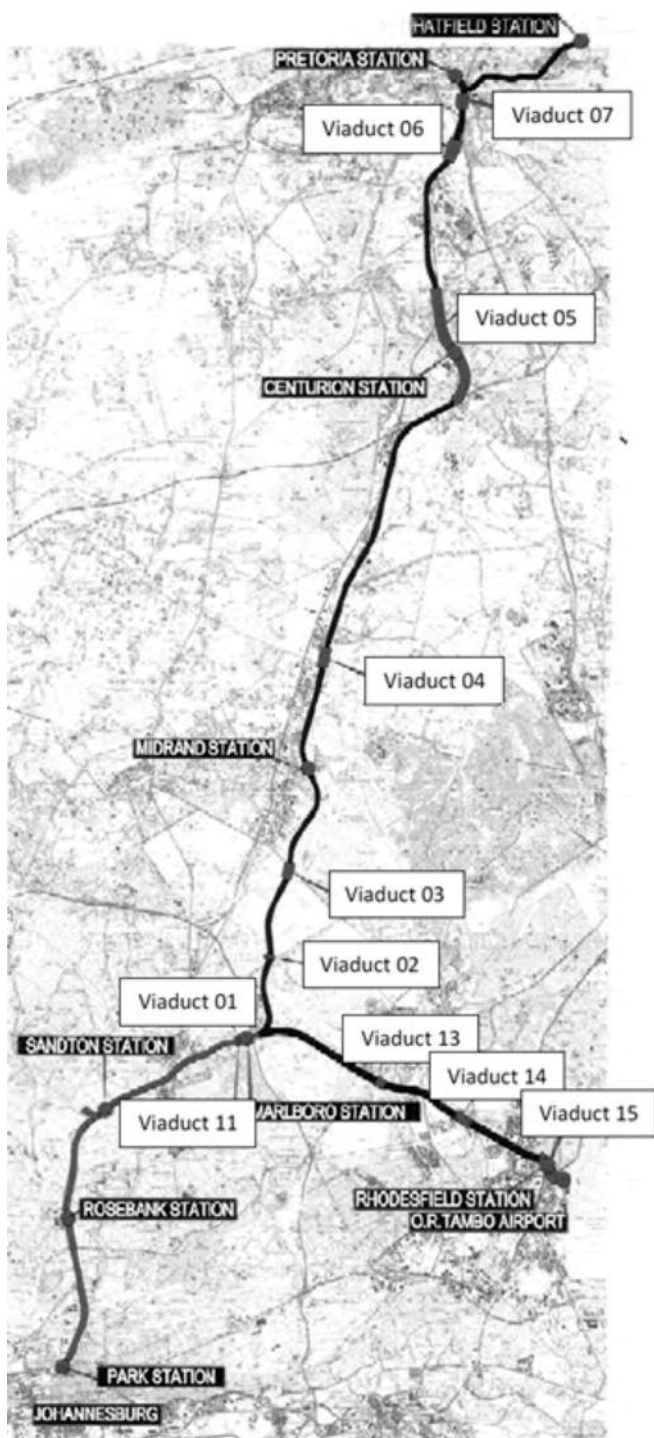 HATFIELD STATION
PRETORIA STATION
Viaduct 06
Viaduct 07
Viaduct 05
CENTURION STATION
Viaduct 04
MIDRAND STATION
Viaduct 03
Viaduct 02
Viaduct 01
SANDTON STATION
Viaduct 13
Viaduct 14
MARLBORO STATION
Viaduct 11
Viaduct 15
RHODESFIELD STATION
O.R.TAMBO AIRPORT
ROSEBANK STATION
PARK STATION
JOHANNESBURG